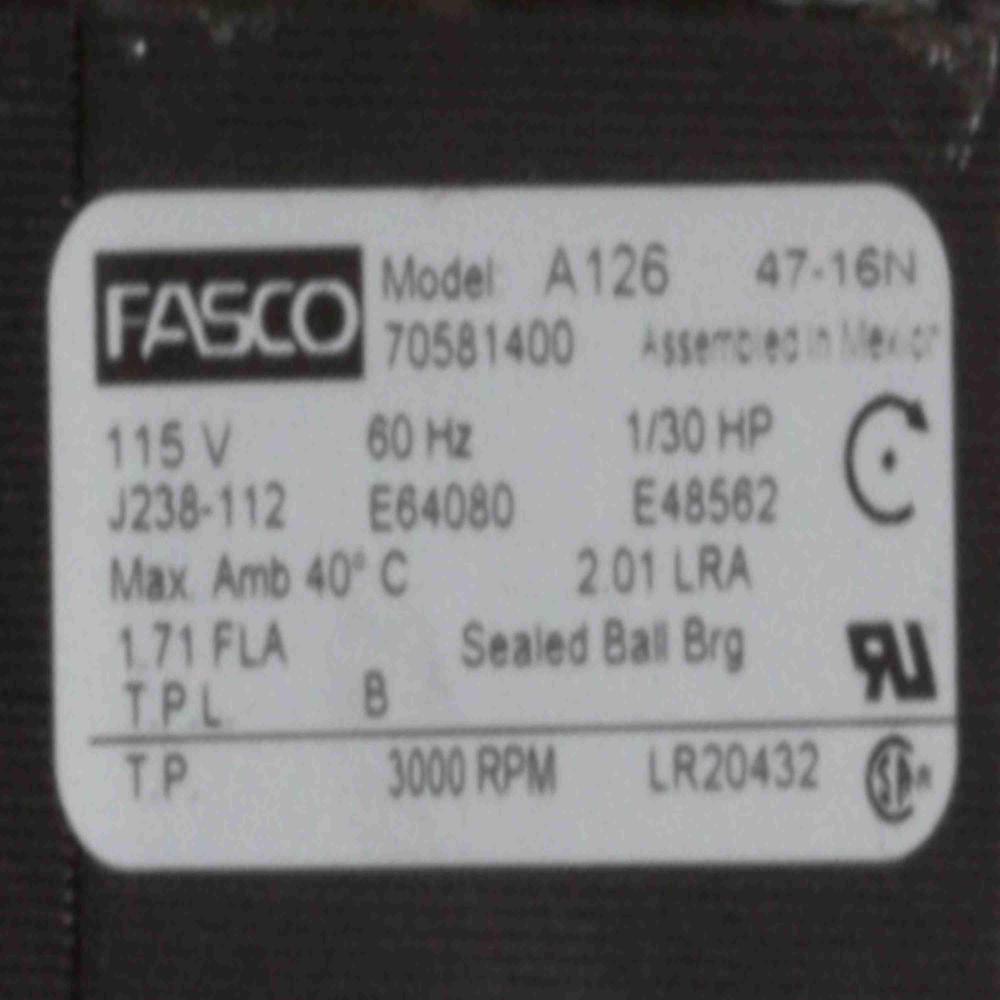 FASCO Model: A126 47-16N
70581400 Assembled in Mexico
115 V 60 Hz 1/30 HP
J238-112 E64080 E48562
Max. Amb 40° C 2.01 LRA
1.71 FLA Sealed Ball Brg
T.P.L. B
T.P. 3000 RPM LR20432